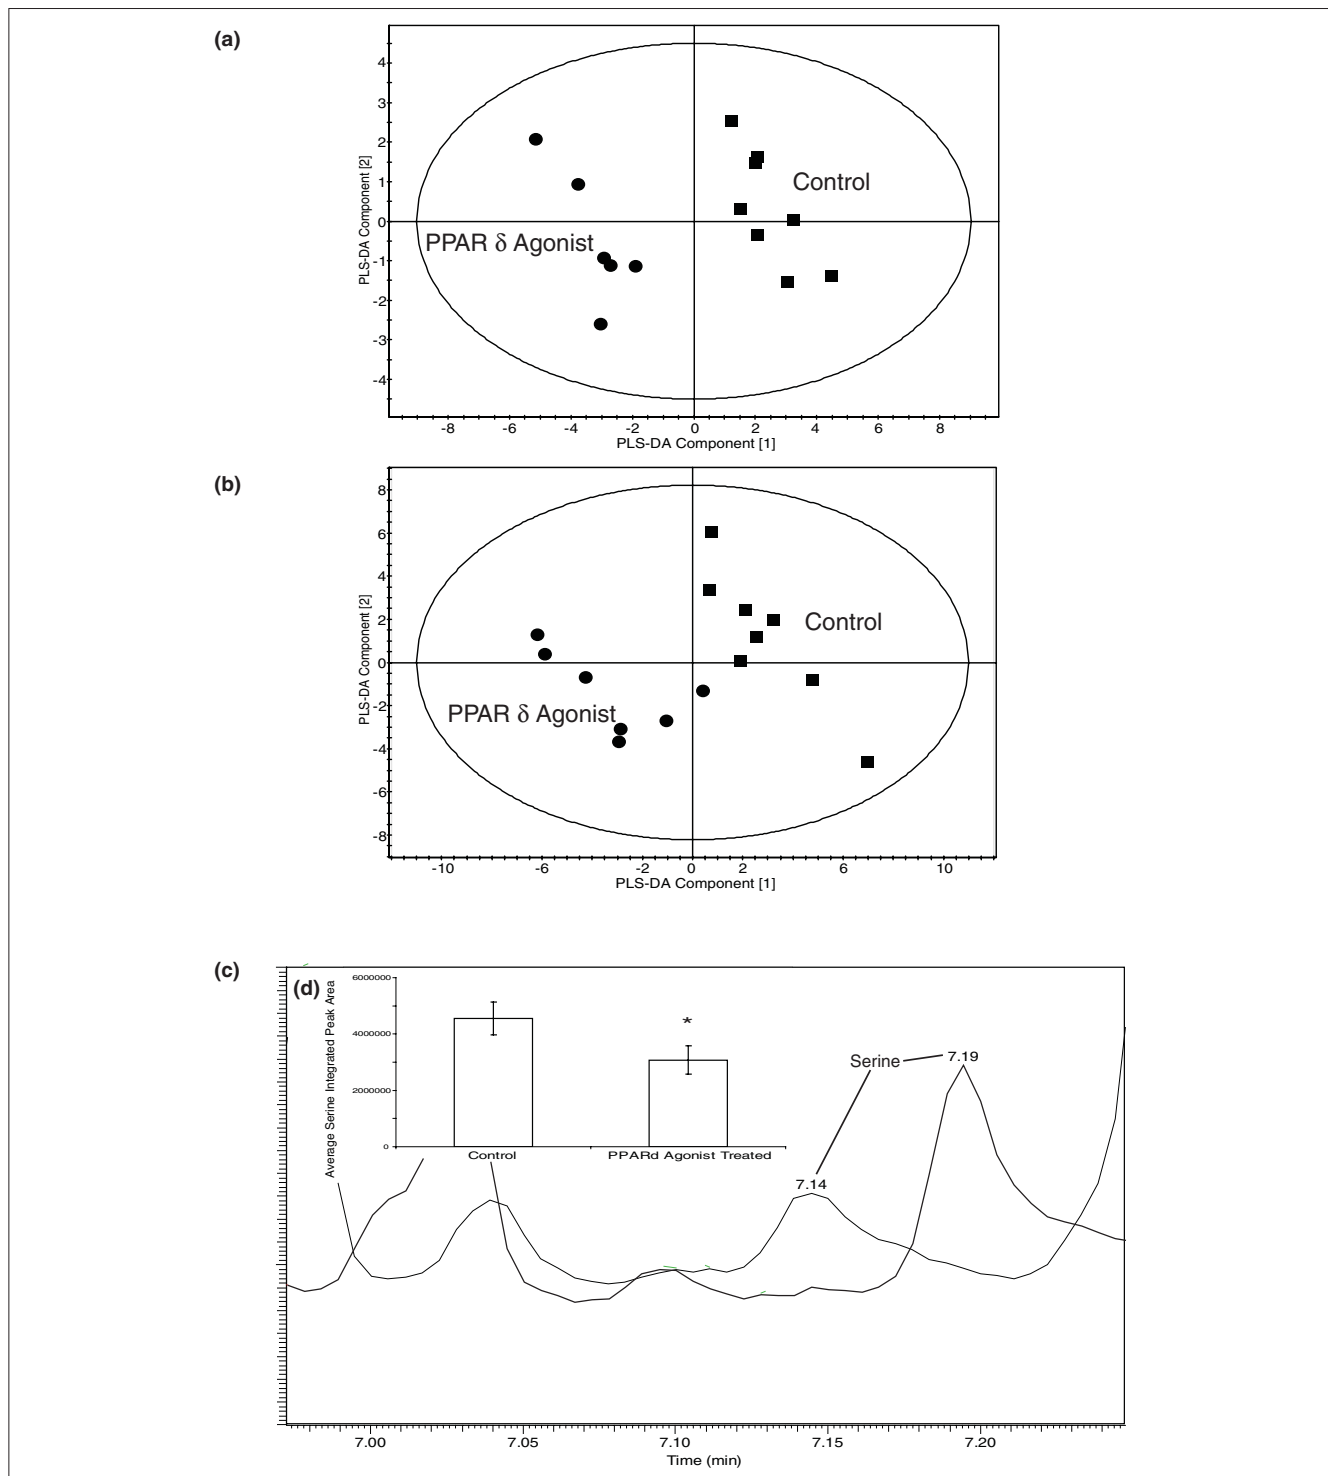 (a)
4
3
2
1
0
-1
-2
-3
-4
PLS-DA Component [2]
Control
PPAR δ Agonist
-8 -6 -4 -2 0 2 4 6 8
PLS-DA Component [1]
(b)
8
6
4
2
0
-2
-4
-6
-8
PLS-DA Component [2]
Control
PPAR δ Agonist
-10 -6 -2 0 2 6 10
PLS-DA Component [1]
(c)
(d)
Average Serine Integrated Peak Area
6000000
4000000
2000000
0
*
Control PPARd Agonist Treated
Serine
7.19
7.14
7.00 7.05 7.10 7.15 7.20
Time (min)